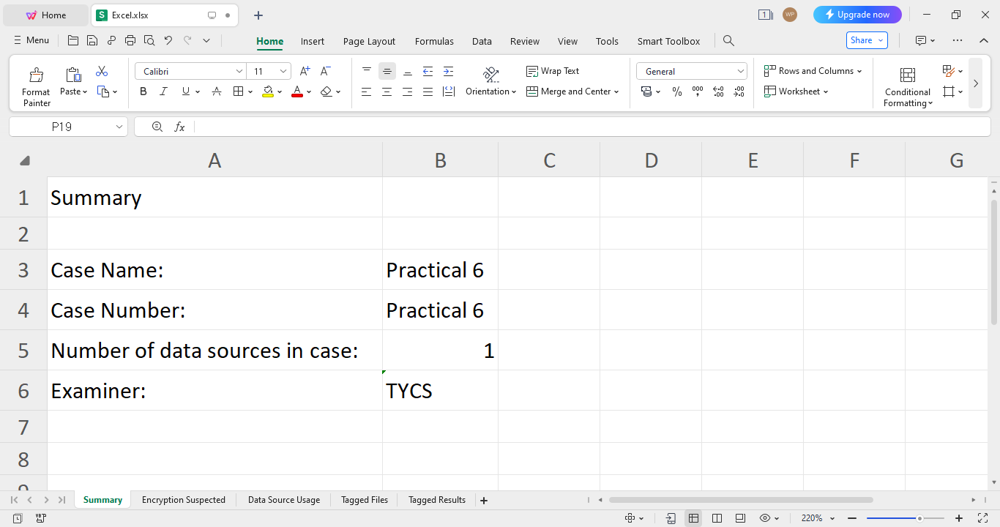 Home Excel.xlsx 1 WP Upgrade now
Menu Home Insert Page Layout Formulas Data Review View Tools Smart Toolbox Share
Format Painter Paste Calibri 11 A+ A- Wrap Text General Rows and Columns
B I U A A Orientation Merge and Center % Worksheet Conditional Formatting
P19 fx
A B C D E F G
1 Summary
2
3 Case Name: Practical 6
4 Case Number: Practical 6
5 Number of data sources in case: 1
6 Examiner: TYCS
7
8
9
Summary Encryption Suspected Data Source Usage Tagged Files Tagged Results
220%